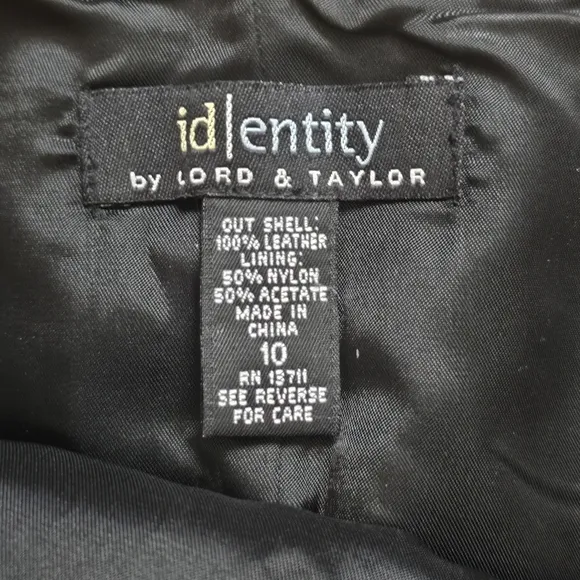 id|entity
by LORD & TAYLOR
OUT SHELL:
100% LEATHER
LINING:
50% NYLON
50% ACETATE
MADE IN
CHINA
10
RN 13711
SEE REVERSE
FOR CARE